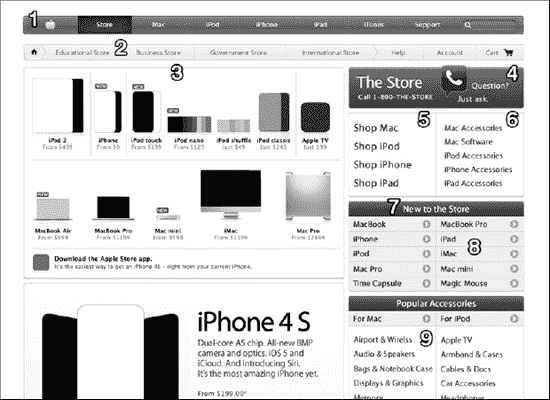 1
Store Mac iPod iPhone iPad iTunes Support
Educational Store 2 Business Store Government Store International Store Help Account Cart
3
NEW
NEW
NEW
iPad 2
From $499
iPhone
From $0
iPod touch
From $199
iPod nano
From $129
iPod shuffle
Just $49
iPod classic
Just $249
Apple TV
Just $99
NEW
NEW
MacBook Air
From $999
MacBook Pro
From $1199
Mac mini
From $599
iMac
From $1199
Mac Pro
From $2499
Download the Apple Store app.
It's the easiest way to get an iPhone 4S – right from your current iPhone.
iPhone 4S
Dual-core A5 chip. All-new 8MP
camera and optics. iOS 5 and
iCloud. And introducing Siri.
It's the most amazing iPhone yet.
From $199.00*
4
The Store
Call 1-800-THE-STORE
Question?
Just ask.
5
Shop Mac
Shop iPod
Shop iPhone
Shop iPad
6
Mac Accessories
Mac Software
iPod Accessories
iPhone Accessories
iPad Accessories
7 New to the Store
MacBook MacBook Pro
iPhone iPad 8
iPod iMac
Mac Pro Mac mini
Time Capsule Magic Mouse
Popular Accessories
For Mac For iPod
9
Airport & Wirelss Apple TV
Audio & Speakers Armband & Cases
Bags & Notebook Case Cables & Docs
Displays & Graphics Car Accessories
Memory Headphones